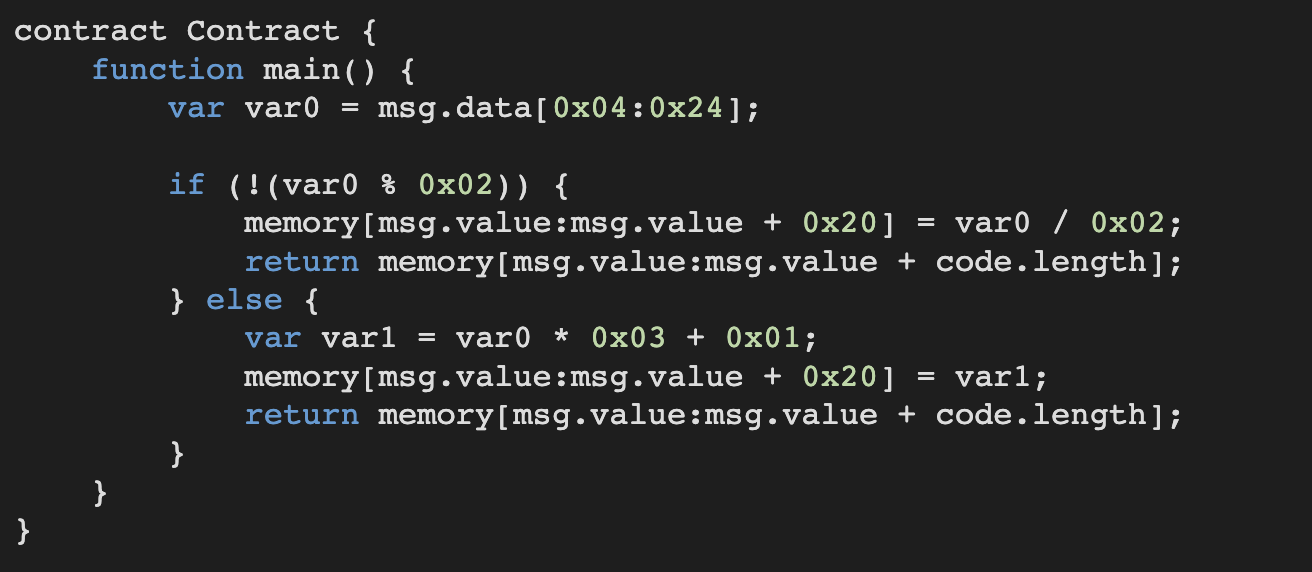 contract Contract {
    function main() {
        var var0 = msg.data[0x04:0x24];

        if (!(var0 % 0x02)) {
            memory[msg.value:msg.value + 0x20] = var0 / 0x02;
            return memory[msg.value:msg.value + code.length];
        } else {
            var var1 = var0 * 0x03 + 0x01;
            memory[msg.value:msg.value + 0x20] = var1;
            return memory[msg.value:msg.value + code.length];
        }
    }
}